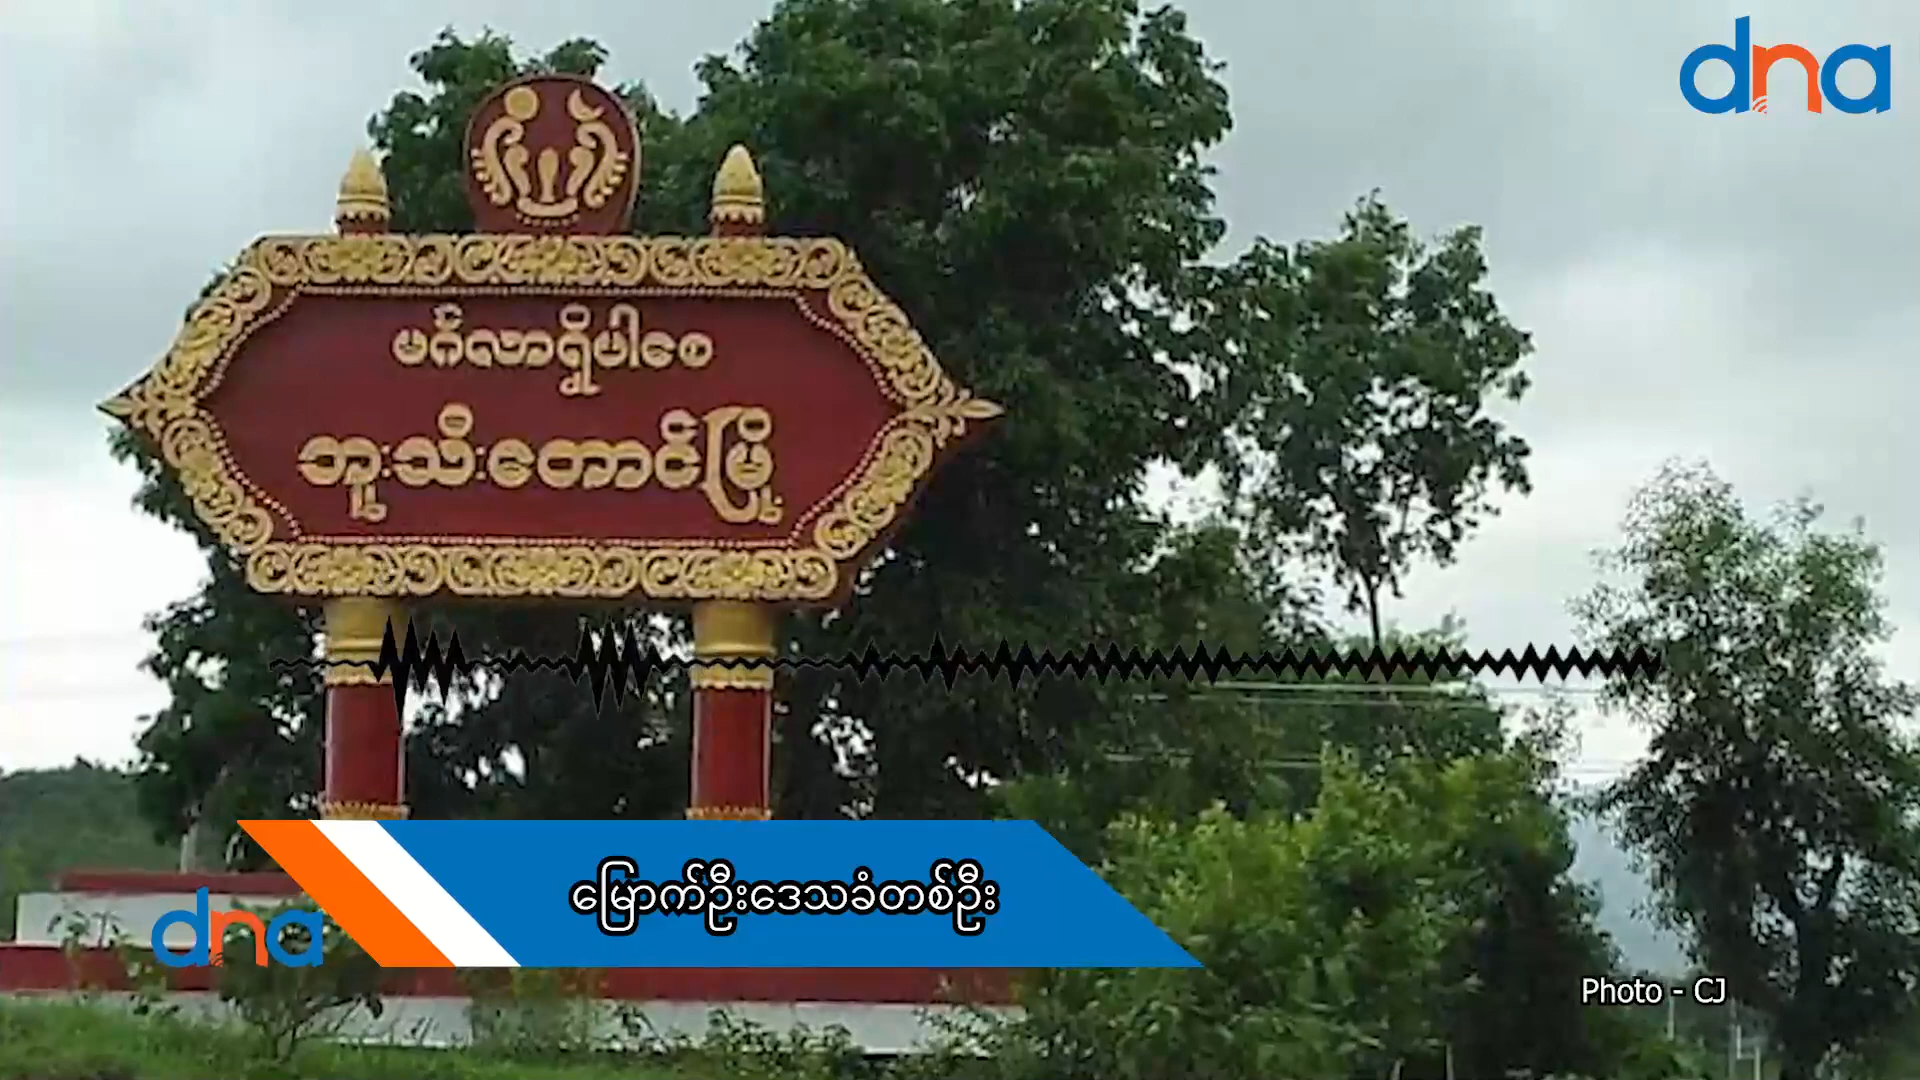 dna
မင်္ဂလာရှိပါစေ
ဘူးသီးတောင်မြို့
မြောက်ဦးဒေသခံတစ်ဦး
dna
Photo - CJ